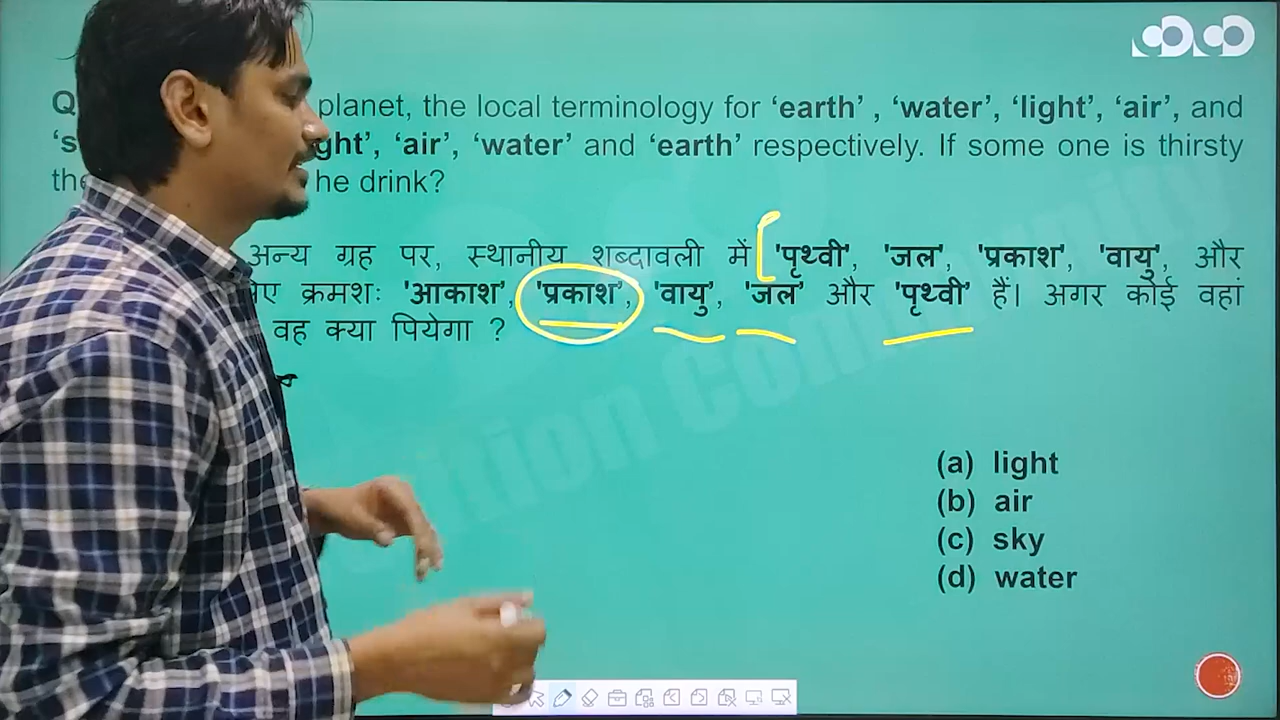 Q planet, the local terminology for ‘earth’ , ‘water’, ‘light’, ‘air’, and
ght’, ‘air’, ‘water’ and ‘earth’ respectively. If some one is thirsty
he drink?
अन्य ग्रह पर, स्थानीय शब्दावली में 'पृथ्वी', 'जल', 'प्रकाश', 'वायु', और
क्रमशः 'आकाश', 'प्रकाश', 'वायु', 'जल' और 'पृथ्वी' हैं। अगर कोई वहां
वह क्या पियेगा ?
(a) light
(b) air
(c) sky
(d) water